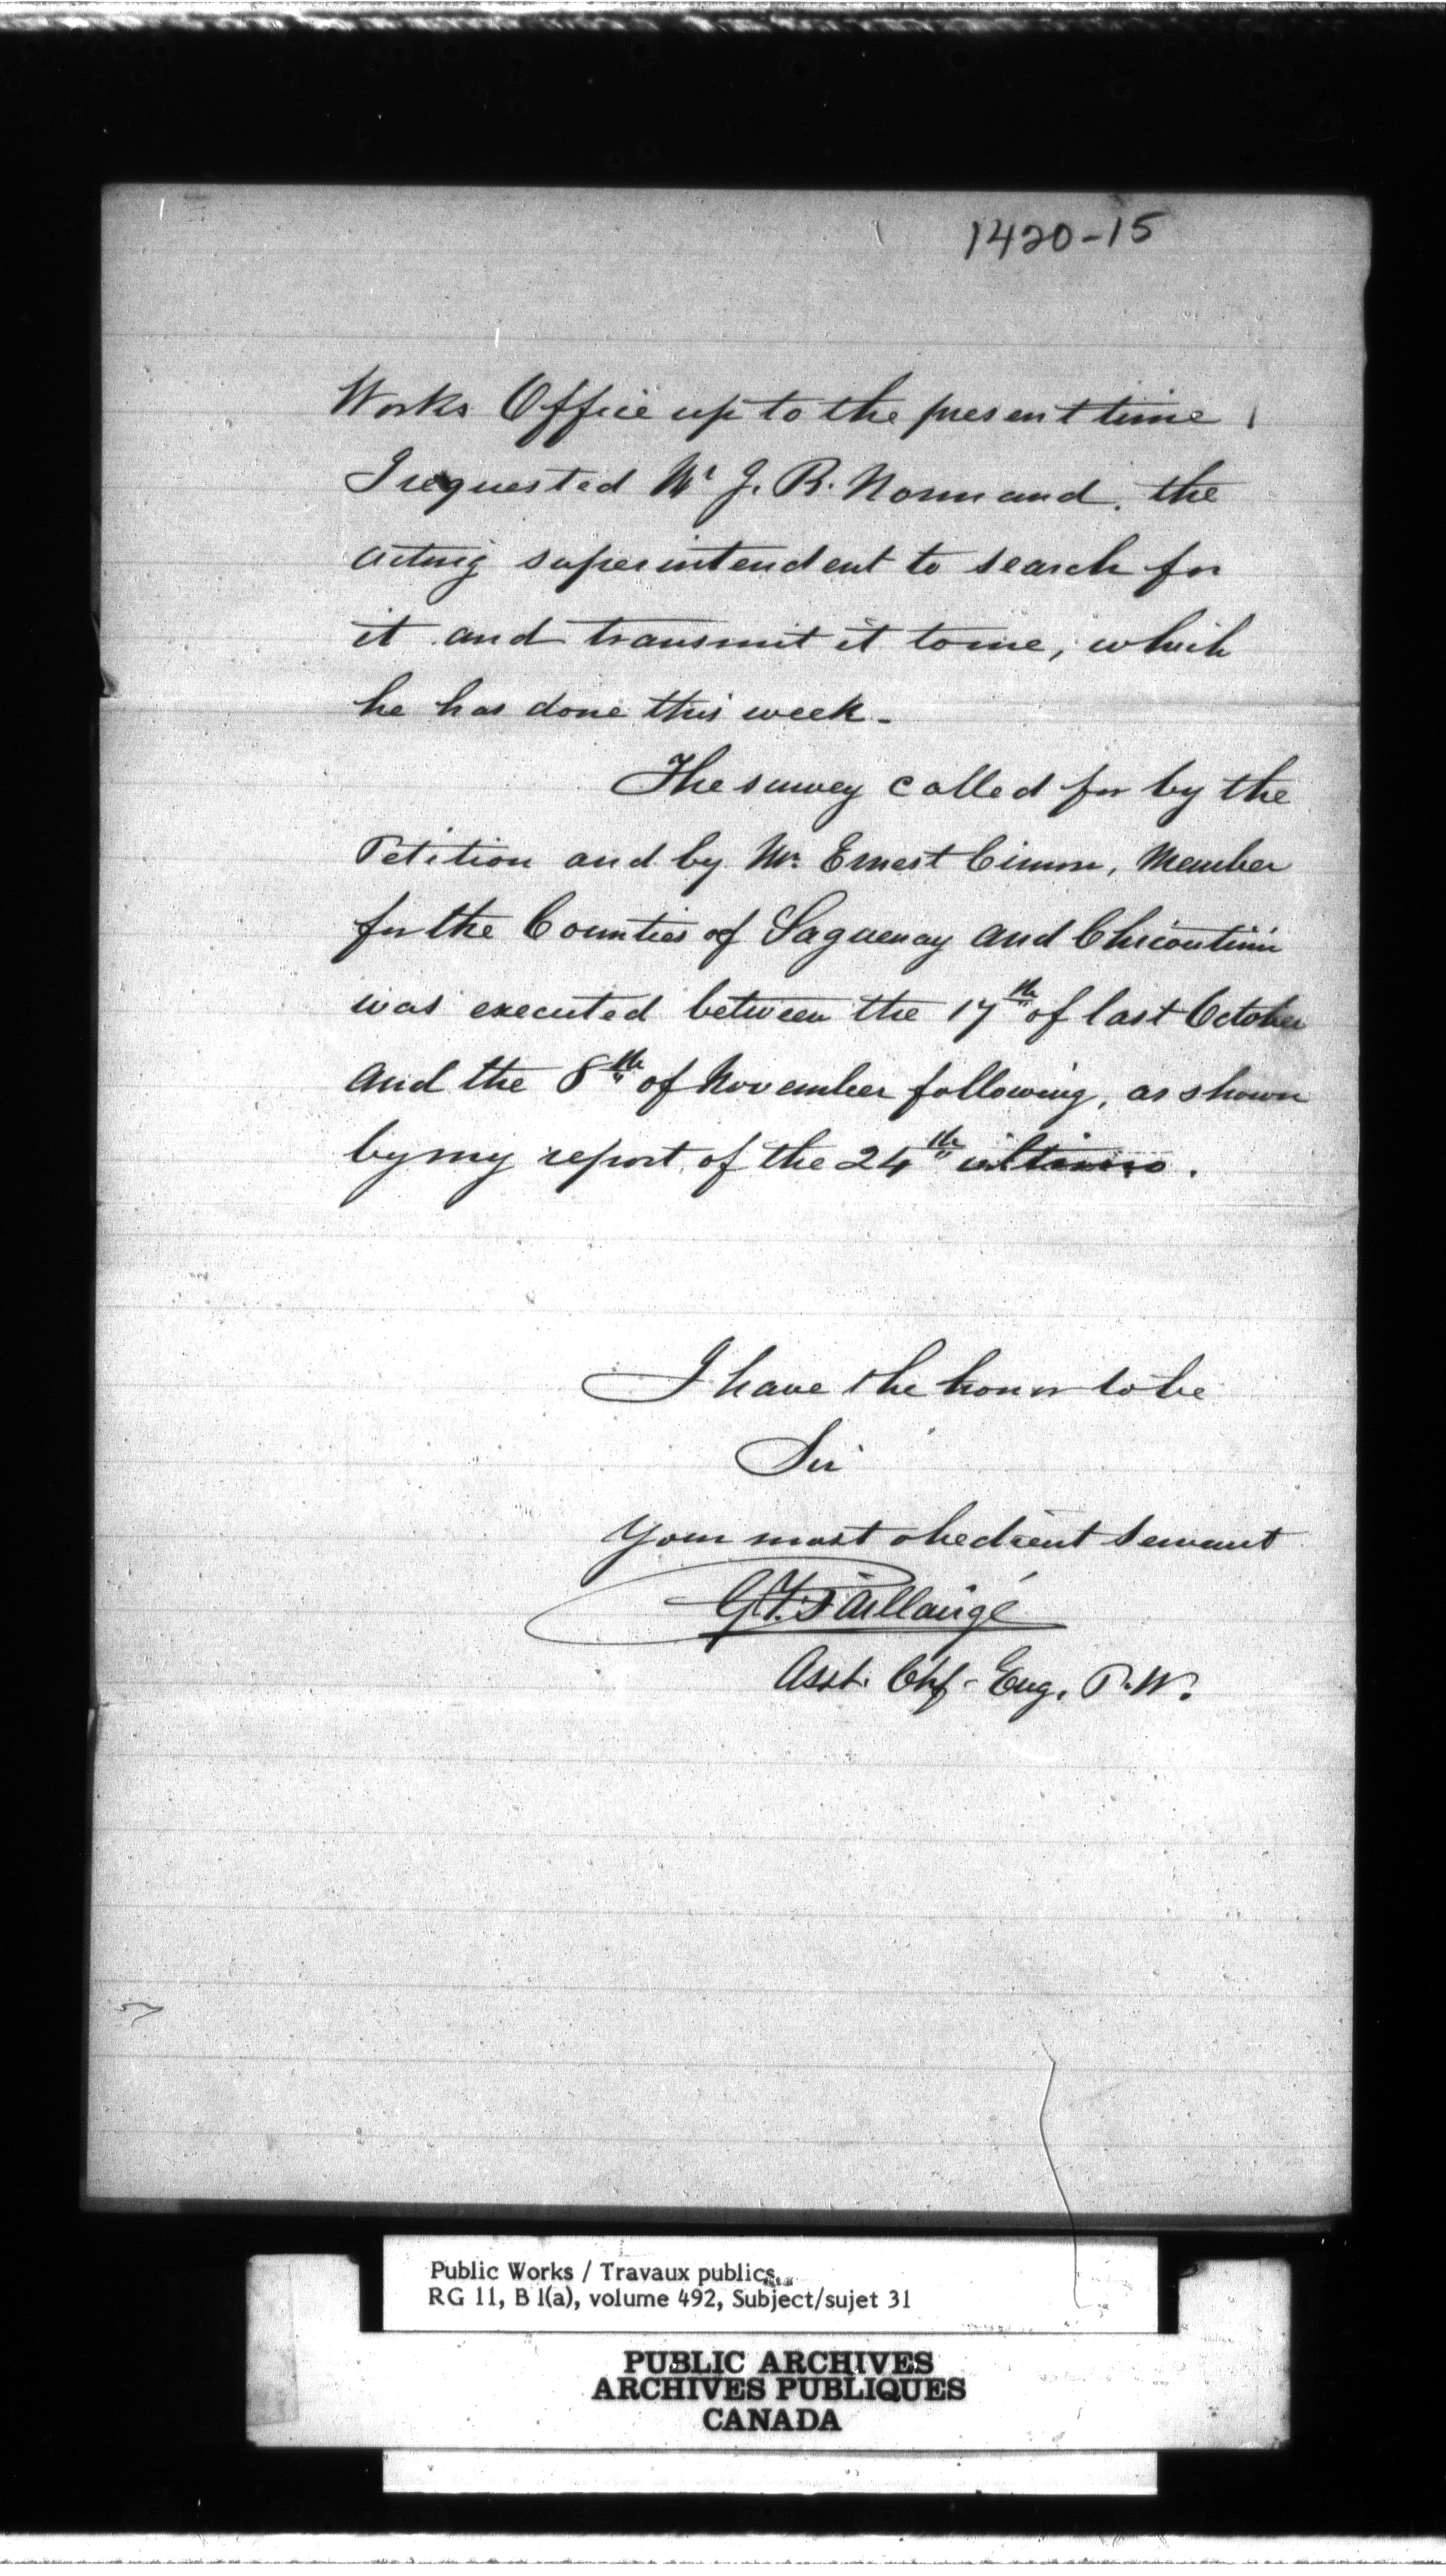 1420-15
Works Office up to the present time,
I requested Mr J. B. Normand, the
acting superintendent to search for
it and transmit it to me, which
he has done this week -
The survey called for by the
Petition and by Mr. Ernest Cimon, Member
for the Counties of Saguenay and Chicoutimi
was executed between the 17th of last October
and the 8th of November following, as shown
by my report of the 24th ultimo.
I have the honor to be
Sir
Your most obedient servant
G.F. Baillairgé
Asst. Chf - Eng. P. W.
Public Works / Travaux publics
RG 11, B 1(a), volume 492, Subject/sujet 31
PUBLIC ARCHIVES
ARCHIVES PUBLIQUES
CANADA